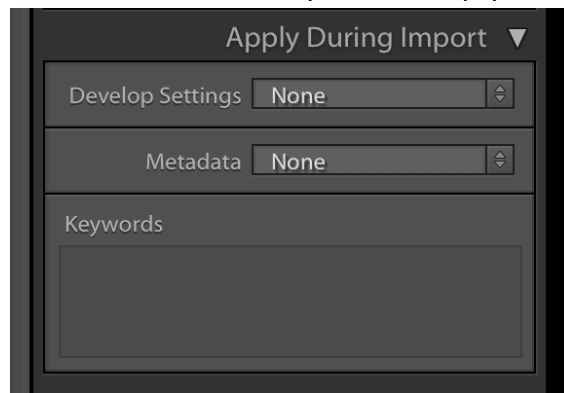 Apply During Import ▼
Develop Settings None
Metadata None
Keywords